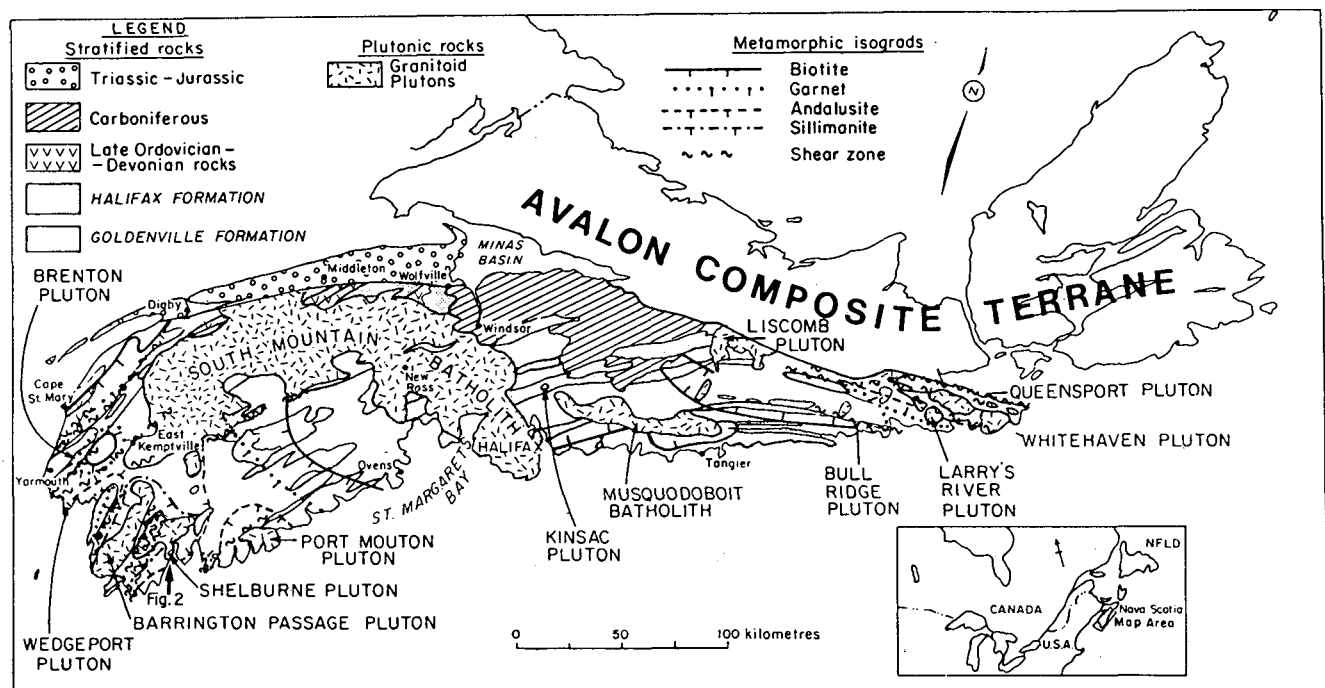 LEGEND
Stratified rocks
Triassic - Jurassic
Carboniferous
Late Ordovician -
- Devonian rocks
HALIFAX FORMATION
GOLDENVILLE FORMATION
Plutonic rocks
Granitoid
Plutons
Metamorphic isograds
Biotite
Garnet
Andalusite
Sillimanite
Shear zone
N
AVALON COMPOSITE TERRANE
MINAS
BASIN
BRENTON
PLUTON
Middleton
Wolfville
Digby
Windsor
LISCOMB
PLUTON
SOUTH MOUNTAIN
BATHOLITH
New
Ross
Cape
St. Mary
QUEENSPORT PLUTON
WHITEHAVEN PLUTON
East
Kemptville
HALIFAX
Yarmouth
Ovens
Tangier
ST. MARGARETS
BAY
MUSQUODOBOIT
BATHOLITH
BULL
RIDGE
PLUTON
LARRY'S
RIVER
PLUTON
KINSAC
PLUTON
PORT MOUTON
PLUTON
SHELBURNE PLUTON
Fig. 2
BARRINGTON PASSAGE PLUTON
WEDGEPORT
PLUTON
0 50 100 kilometres
NFLD
CANADA
Nova Scotia
Map Area
U.S.A.